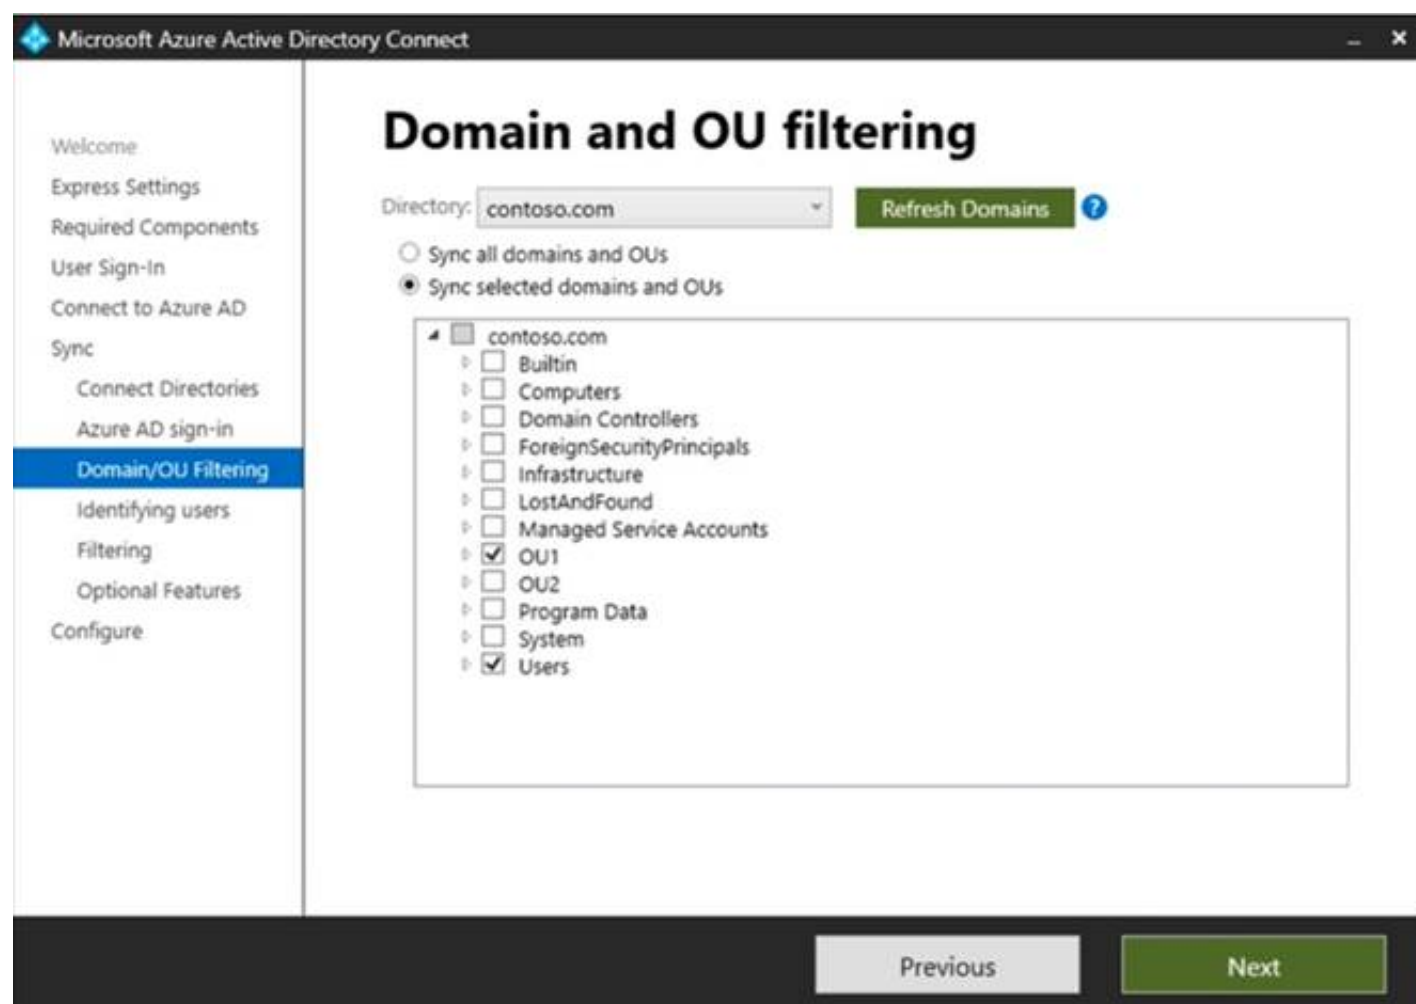 Microsoft Azure Active Directory Connect
Welcome
Express Settings
Required Components
User Sign-In
Connect to Azure AD
Sync
Connect Directories
Azure AD sign-in
Domain/OU Filtering
Identifying users
Filtering
Optional Features
Configure
Domain and OU filtering
Directory: contoso.com Refresh Domains ?
Sync all domains and OUs
Sync selected domains and OUs
contoso.com
Builtin
Computers
Domain Controllers
ForeignSecurityPrincipals
Infrastructure
LostAndFound
Managed Service Accounts
OU1
OU2
Program Data
System
Users
Previous Next